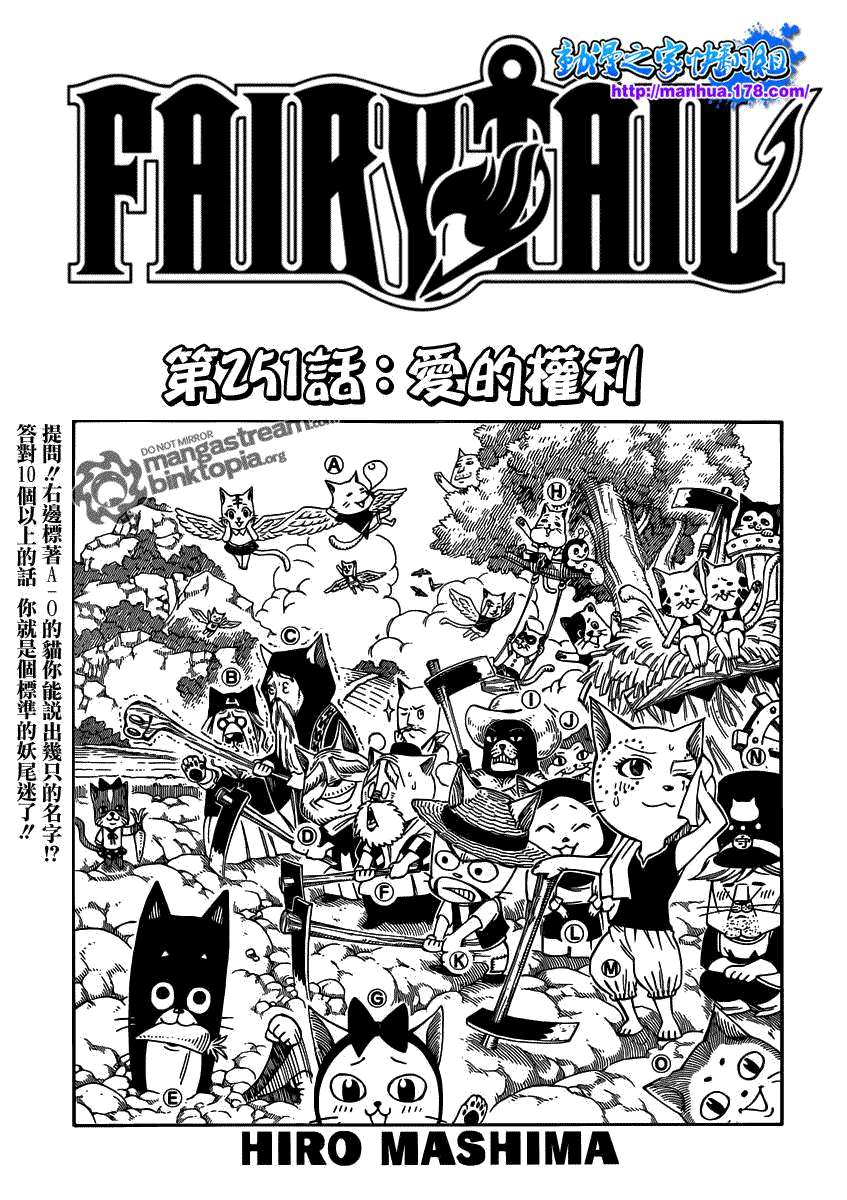 動漫之家快翻組
http://manhua.178.com/
FAIRY TAIL
第251話：愛的權利
提問!!右邊標著A-O的貓你能說出幾只的名字!?
答對10個以上的話 你就是個標準的妖尾迷了!!
DO NOT MIRROR
mangastream.com
binktopia.org
A
H
C
B
I
J
N
D
F
L
K
M
G
O
E
HIRO MASHIMA